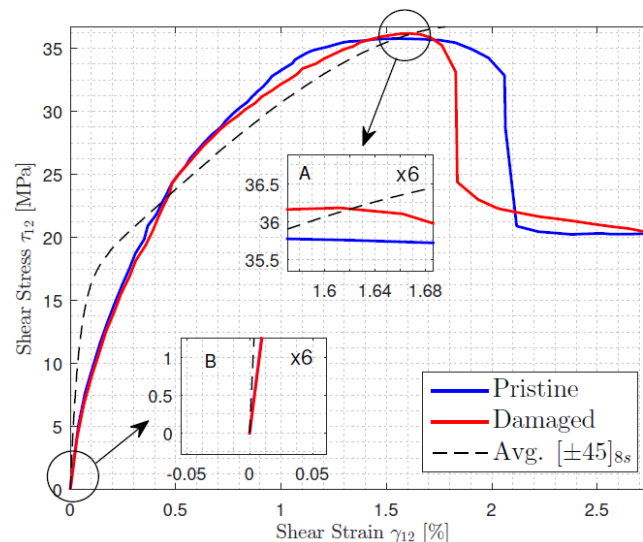 35
30
25
20
15
10
5
0
Shear Stress τ₁₂ [MPa]
A
x6
36.5
36
35.5
1.6
1.64
1.68
B
x6
1
0.5
0
-0.05
0
0.05
Pristine
Damaged
Avg. [±45]₈ₛ
0
0.5
1
1.5
2
2.5
Shear Strain γ₁₂ [%]